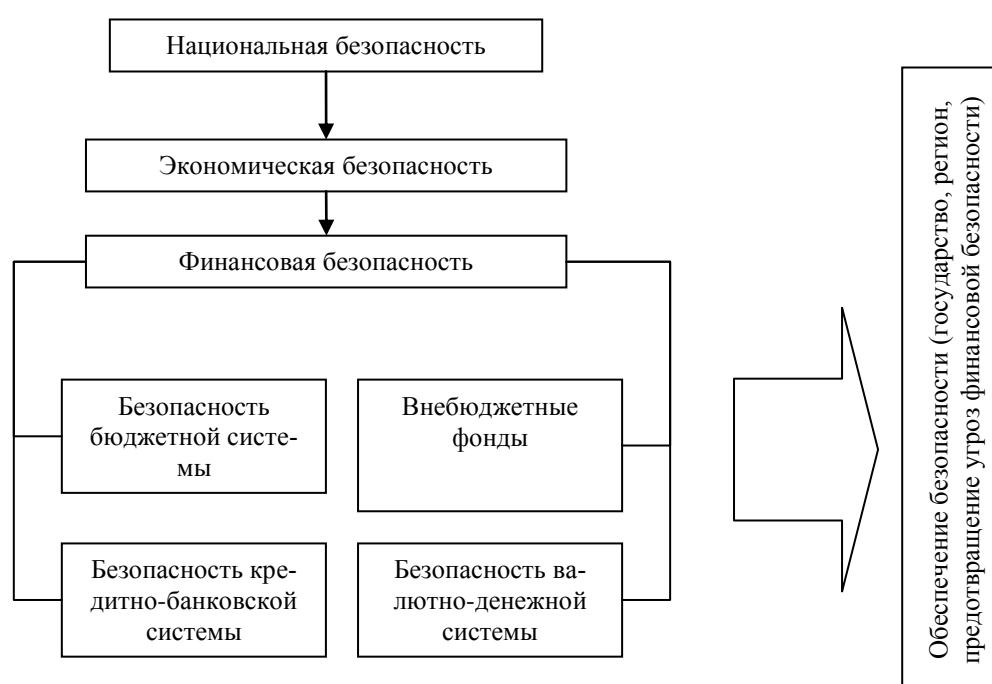 Национальная безопасность
Экономическая безопасность
Финансовая безопасность
Безопасность
бюджетной систе-
мы
Внебюджетные
фонды
Безопасность кре-
дитно-банковской
системы
Безопасность ва-
лютно-денежной
системы
Обеспечение безопасности (государство, регион,
предотвращение угроз финансовой безопасности)